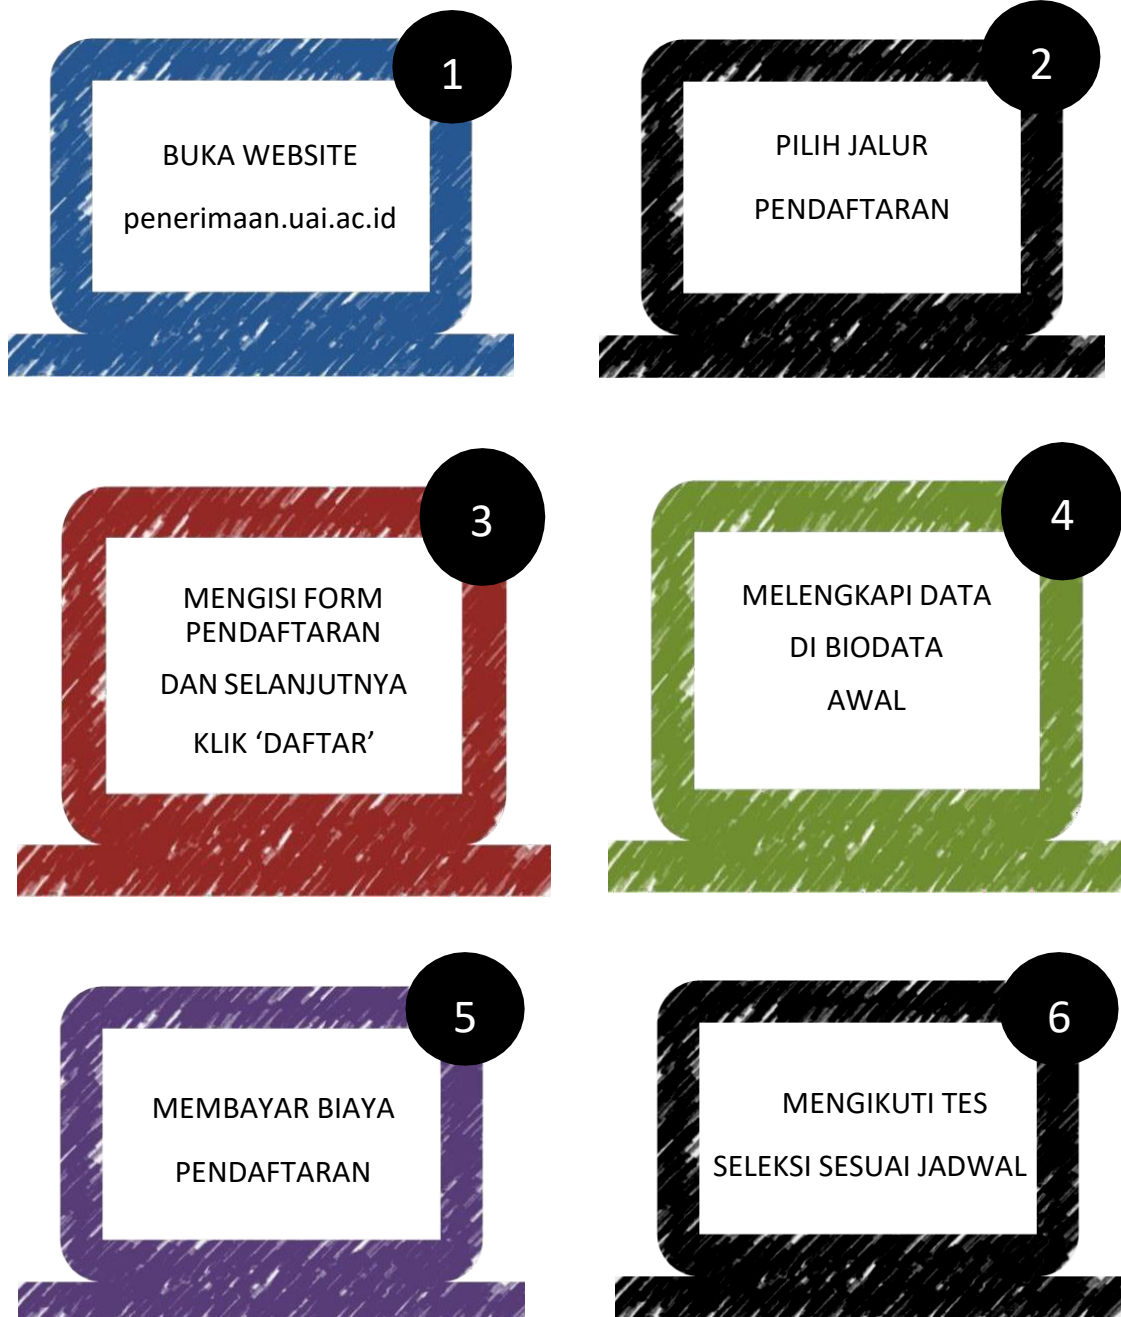 1
BUKA WEBSITE
penerimaan.uai.ac.id
2
PILIH JALUR
PENDAFTARAN
3
MENGISI FORM
PENDAFTARAN
DAN SELANJUTNYA
KLIK ‘DAFTAR’
4
MELENGKAPI DATA
DI BIODATA
AWAL
5
MEMBAYAR BIAYA
PENDAFTARAN
6
MENGIKUTI TES
SELEKSI SESUAI JADWAL